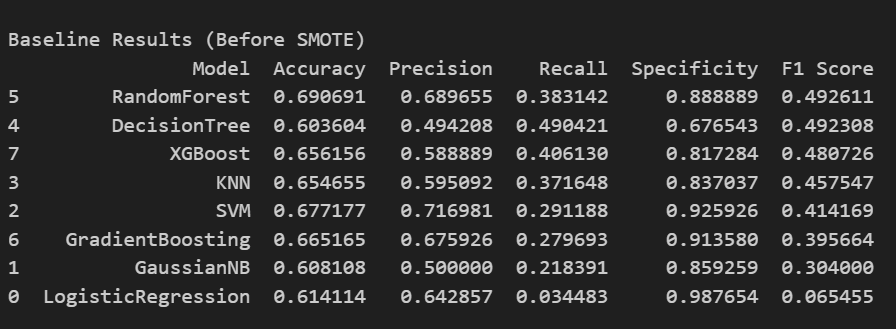 Baseline Results (Before SMOTE)
Model Accuracy Precision Recall Specificity F1 Score
5 RandomForest 0.690691 0.689655 0.383142 0.888889 0.492611
4 DecisionTree 0.603604 0.494208 0.490421 0.676543 0.492308
7 XGBoost 0.656156 0.588889 0.406130 0.817284 0.480726
3 KNN 0.654655 0.595092 0.371648 0.837037 0.457547
2 SVM 0.677177 0.716981 0.291188 0.925926 0.414169
6 GradientBoosting 0.665165 0.675926 0.279693 0.913580 0.395664
1 GaussianNB 0.608108 0.500000 0.218391 0.859259 0.304000
0 LogisticRegression 0.614114 0.642857 0.034483 0.987654 0.065455